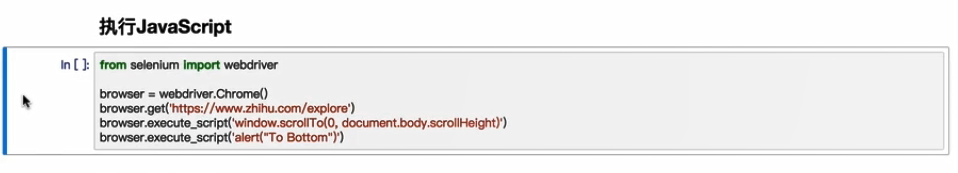 执行JavaScript
In [ ]: from selenium import webdriver
browser = webdriver.Chrome()
browser.get('https://www.zhihu.com/explore')
browser.execute_script('window.scrollTo(0, document.body.scrollHeight)')
browser.execute_script('alert("To Bottom")')